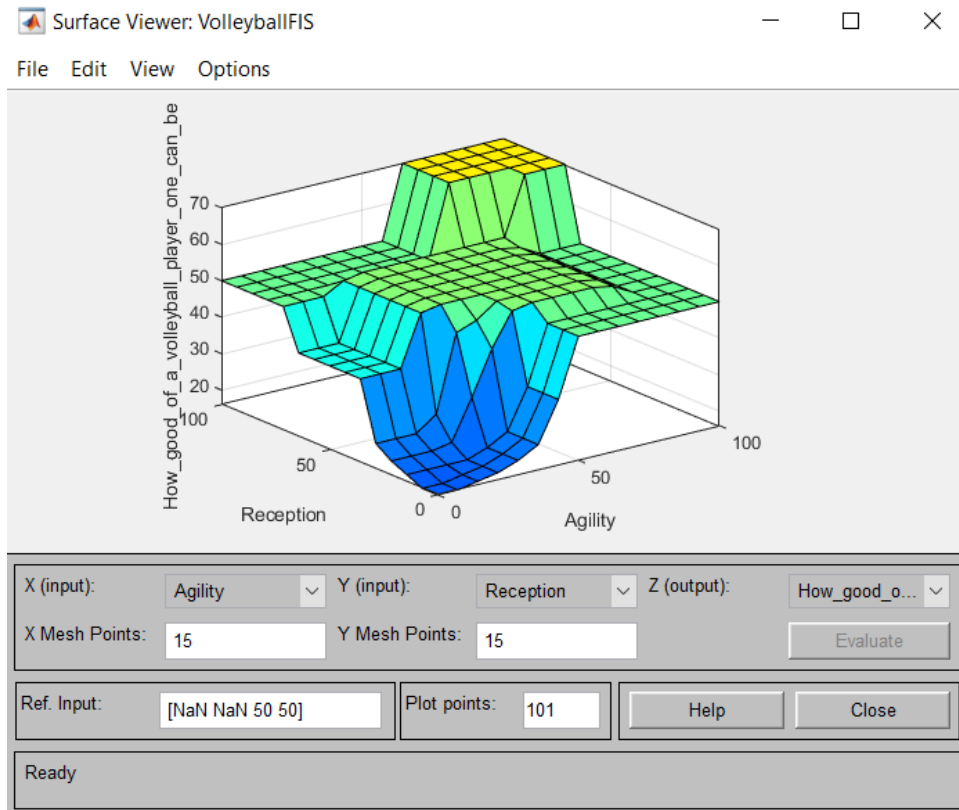 Surface Viewer: VolleyballFIS
File Edit View Options
How_good_of_a_volleyball_player_one_can_be
70
60
50
40
30
20
100
50
0
0
50
100
Reception
Agility
X (input): Agility Y (input): Reception Z (output): How_good_o...
X Mesh Points: 15 Y Mesh Points: 15 Evaluate
Ref. Input: [NaN NaN 50 50] Plot points: 101 Help Close
Ready